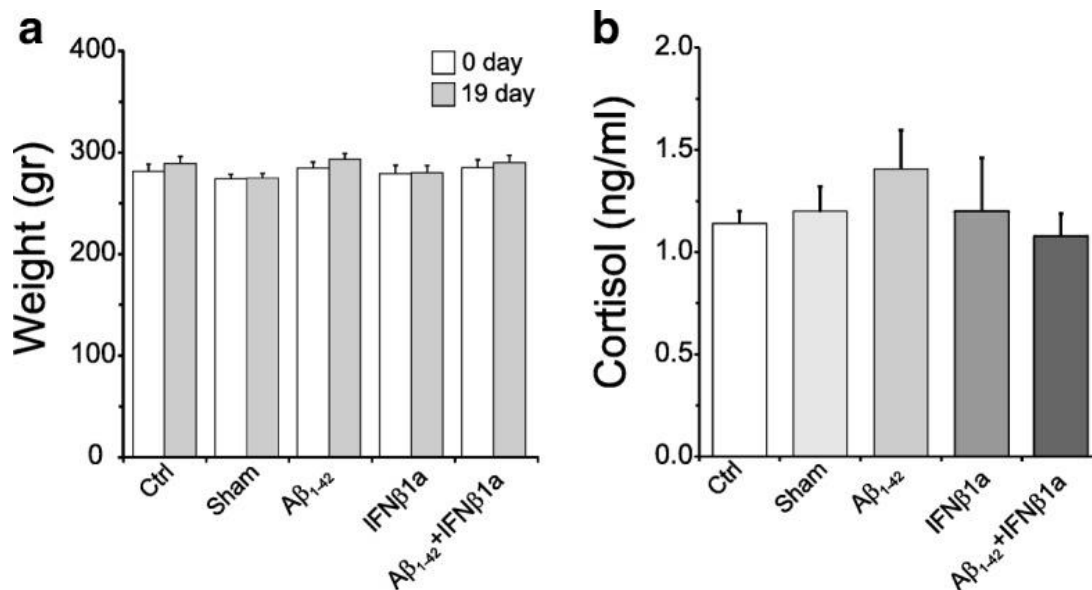 a
400
300
200
100
0
Weight (gr)
0 day
19 day
Ctrl
Sham
Aβ₁₋₄₂
IFNβ1a
Aβ₁₋₄₂+IFNβ1a
b
2.0
1.5
1.0
0.5
0.0
Cortisol (ng/ml)
Ctrl
Sham
Aβ₁₋₄₂
IFNβ1a
Aβ₁₋₄₂+IFNβ1a